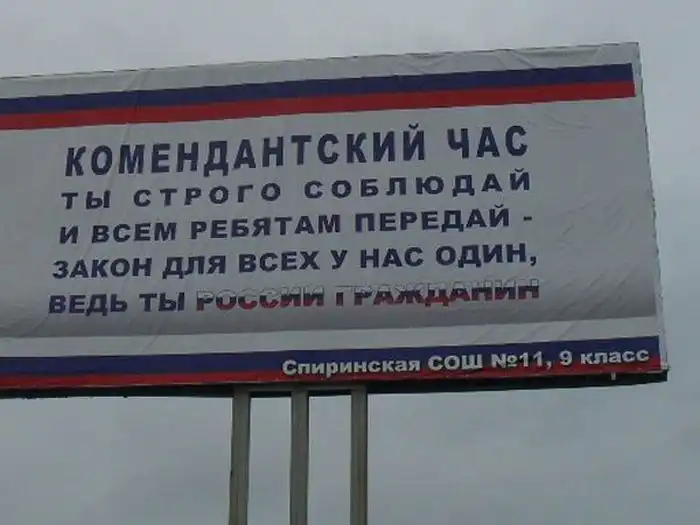 КОМЕНДАНТСКИЙ ЧАС
ТЫ СТРОГО СОБЛЮДАЙ
И ВСЕМ РЕБЯТАМ ПЕРЕДАЙ -
ЗАКОН ДЛЯ ВСЕХ У НАС ОДИН,
ВЕДЬ ТЫ РОССИИ ГРАЖДАНИН
Спиринская СОШ №11, 9 класс